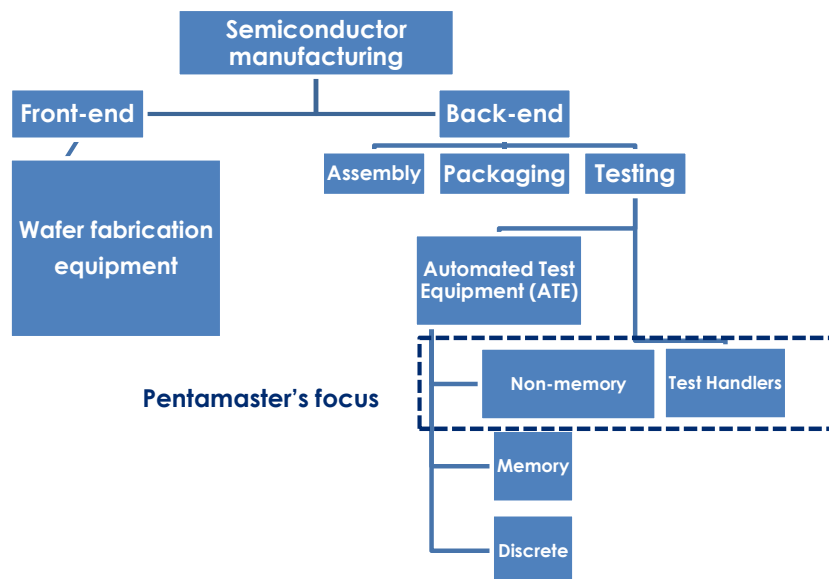 Semiconductor
manufacturing
Front-end
Back-end
Assembly
Packaging
Testing
Wafer fabrication
equipment
Automated Test
Equipment (ATE)
Non-memory
Test Handlers
Pentamaster’s focus
Memory
Discrete